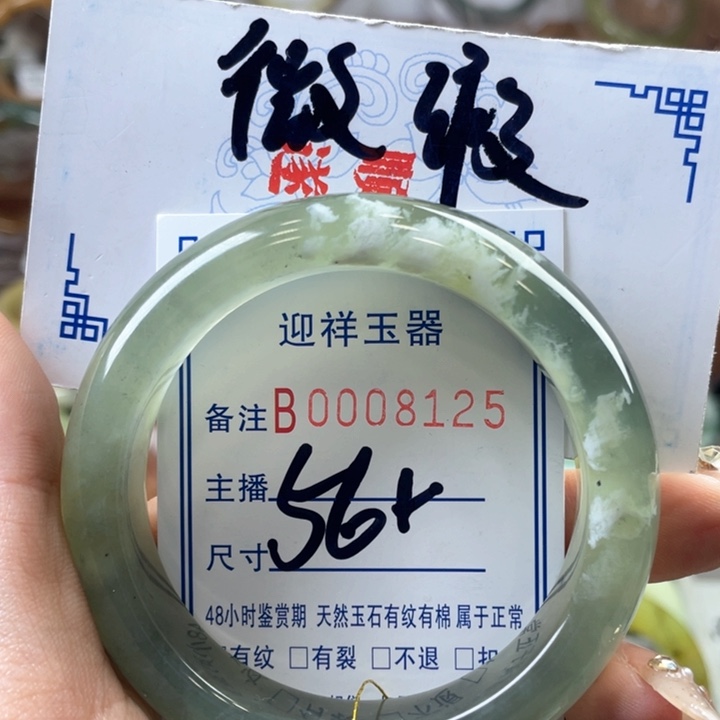 微瑕
迎祥玉器
备注B0008125
主播
尺寸56+
48小时鉴赏期 天然玉石有纹有棉属于正常
有纹 □有裂 □不退